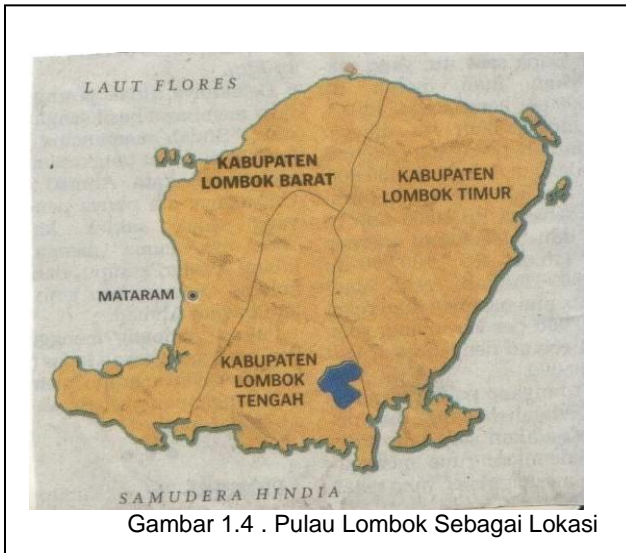 LAUT FLORES
KABUPATEN
LOMBOK BARAT
KABUPATEN
LOMBOK TIMUR
MATARAM
KABUPATEN
LOMBOK
TENGAH
SAMUDERA HINDIA
Gambar 1.4 . Pulau Lombok Sebagai Lokasi